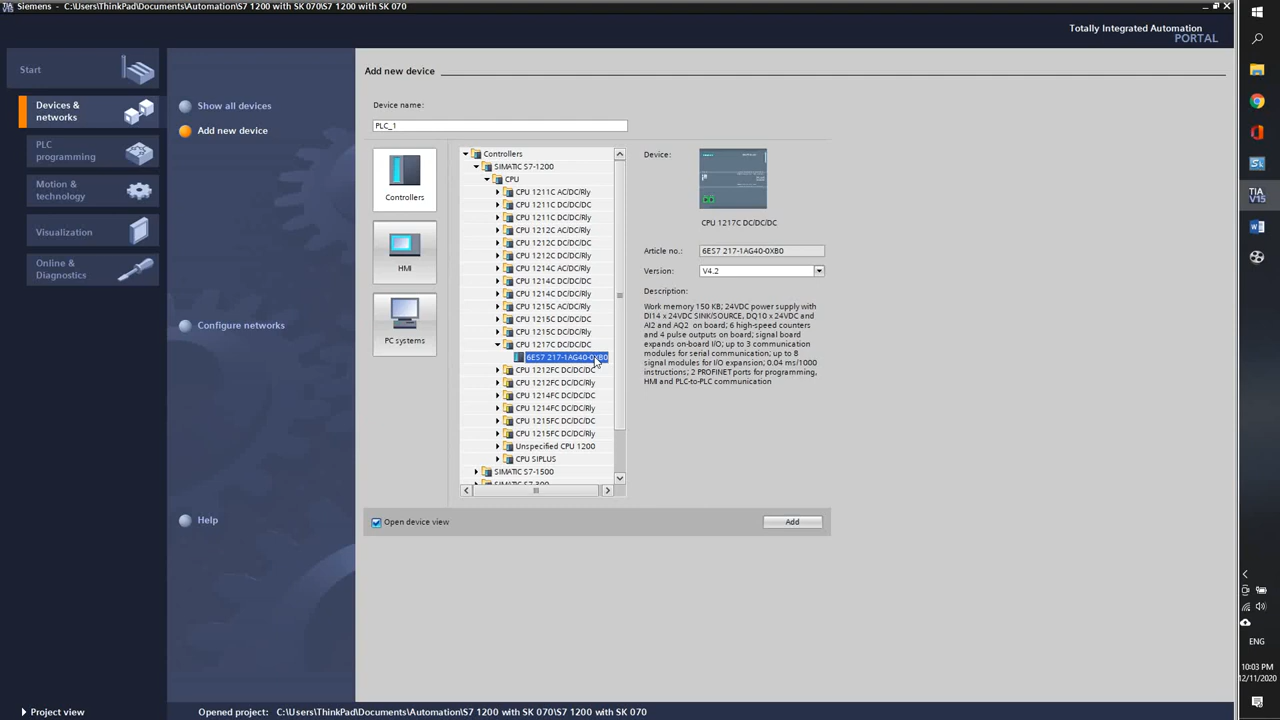 Siemens - C:\Users\ThinkPad\Documents\Automation\S7 1200 with SK 070\S7 1200 with SK 070
Totally Integrated Automation
PORTAL
Start
Devices &
networks
PLC
programming
Motion &
technology
Visualization
Online &
Diagnostics
Show all devices
Add new device
Configure networks
Help
Add new device
Device name:
PLC_1
Controllers
HMI
PC systems
Controllers
SIMATIC S7-1200
CPU
CPU 1211C AC/DC/Rly
CPU 1211C DC/DC/DC
CPU 1211C DC/DC/Rly
CPU 1212C AC/DC/Rly
CPU 1212C DC/DC/DC
CPU 1212C DC/DC/Rly
CPU 1214C AC/DC/Rly
CPU 1214C DC/DC/DC
CPU 1214C DC/DC/Rly
CPU 1215C AC/DC/Rly
CPU 1215C DC/DC/DC
CPU 1215C DC/DC/Rly
CPU 1217C DC/DC/DC
6ES7 217-1AG40-0XB0
CPU 1212FC DC/DC/DC
CPU 1212FC DC/DC/Rly
CPU 1214FC DC/DC/DC
CPU 1214FC DC/DC/Rly
CPU 1215FC DC/DC/DC
CPU 1215FC DC/DC/Rly
Unspecified CPU 1200
CPU SIPLUS
SIMATIC S7-1500
SIMATIC S7-300
Device:
CPU 1217C DC/DC/DC
Article no.: 6ES7 217-1AG40-0XB0
Version: V4.2
Description:
Work memory 150 KB; 24VDC power supply with
DI14 x 24VDC SINK/SOURCE, DQ10 x 24VDC and
AI2 and AQ2 on board; 6 high-speed counters
and 4 pulse outputs on board; signal board
expands on-board I/O; up to 3 communication
modules for serial communication; up to 8
signal modules for I/O expansion; 0.04 ms/1000
instructions; 2 PROFINET ports for programming,
HMI and PLC-to-PLC communication
Open device view
Add
Project view
Opened project: C:\Users\ThinkPad\Documents\Automation\S7 1200 with SK 070\S7 1200 with SK 070
TIA
V15
ENG
10:03 PM
12/11/2020